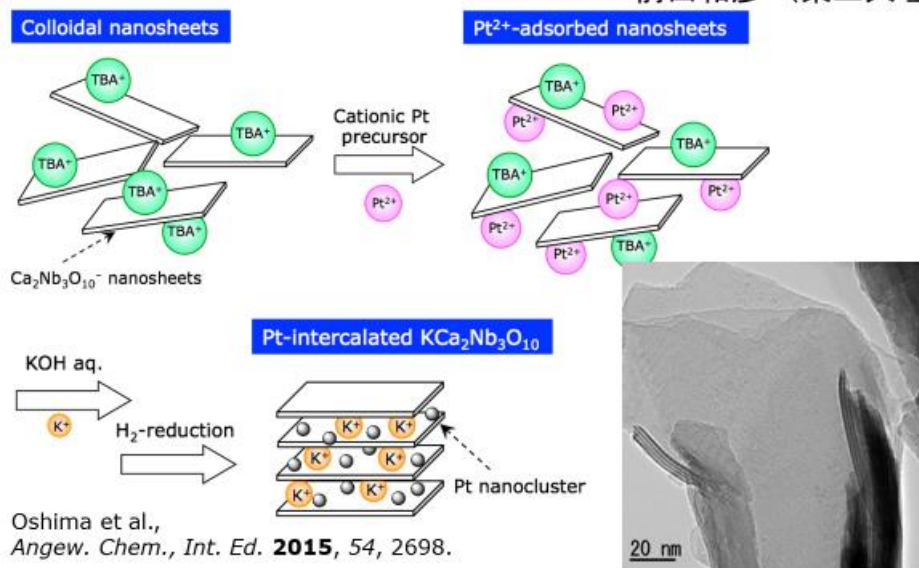 Colloidal nanosheets
Pt²⁺-adsorbed nanosheets
TBA⁺
TBA⁺
TBA⁺
TBA⁺
TBA⁺
Ca₂Nb₃O₁₀⁻ nanosheets
Cationic Pt
precursor
Pt²⁺
TBA⁺
Pt²⁺
Pt²⁺
TBA⁺
TBA⁺
Pt²⁺
Pt²⁺
Pt²⁺
Pt²⁺
TBA⁺
Pt-intercalated KCa₂Nb₃O₁₀
KOH aq.
K⁺
H₂-reduction
K⁺
K⁺
K⁺
K⁺
K⁺
K⁺
Pt nanocluster
Oshima et al.,
Angew. Chem., Int. Ed. 2015, 54, 2698.
20 nm